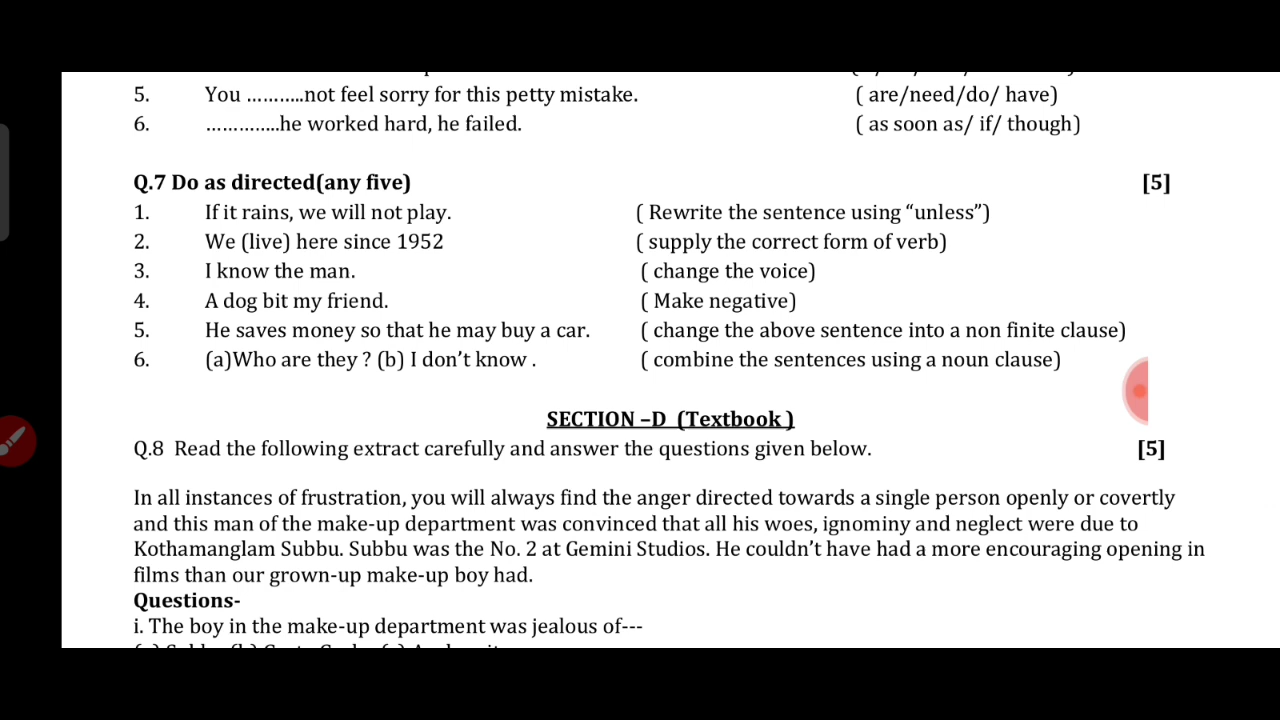 5. You ………..not feel sorry for this petty mistake. ( are/need/do/ have)
6. …………..he worked hard, he failed. ( as soon as/ if/ though)
Q.7 Do as directed(any five) [5]
1. If it rains, we will not play. ( Rewrite the sentence using “unless”)
2. We (live) here since 1952 ( supply the correct form of verb)
3. I know the man. ( change the voice)
4. A dog bit my friend. ( Make negative)
5. He saves money so that he may buy a car. ( change the above sentence into a non finite clause)
6. (a)Who are they ? (b) I don’t know . ( combine the sentences using a noun clause)
SECTION –D (Textbook )
Q.8 Read the following extract carefully and answer the questions given below. [5]
In all instances of frustration, you will always find the anger directed towards a single person openly or covertly
and this man of the make-up department was convinced that all his woes, ignominy and neglect were due to
Kothamanglam Subbu. Subbu was the No. 2 at Gemini Studios. He couldn’t have had a more encouraging opening in
films than our grown-up make-up boy had.
Questions-
i. The boy in the make-up department was jealous of---